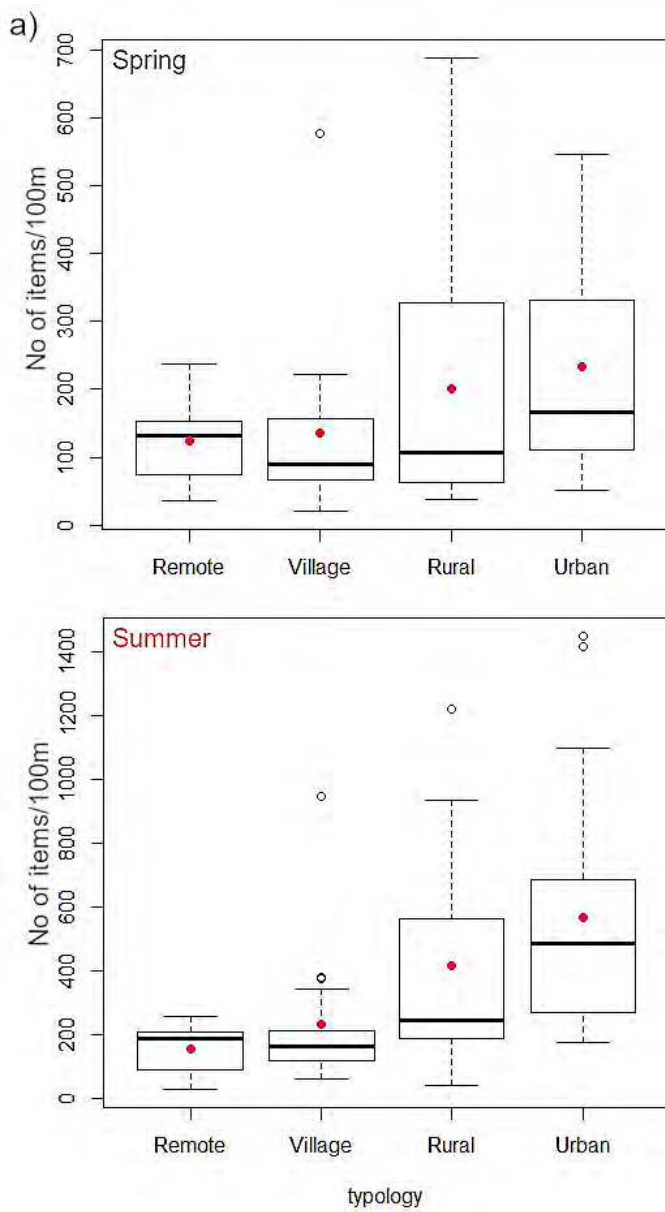 a)
Spring
No of items/100m
700
600
500
400
300
200
100
0
Remote Village Rural Urban
Summer
No of items/100m
1400
1200
1000
800
600
400
200
0
Remote Village Rural Urban
typology